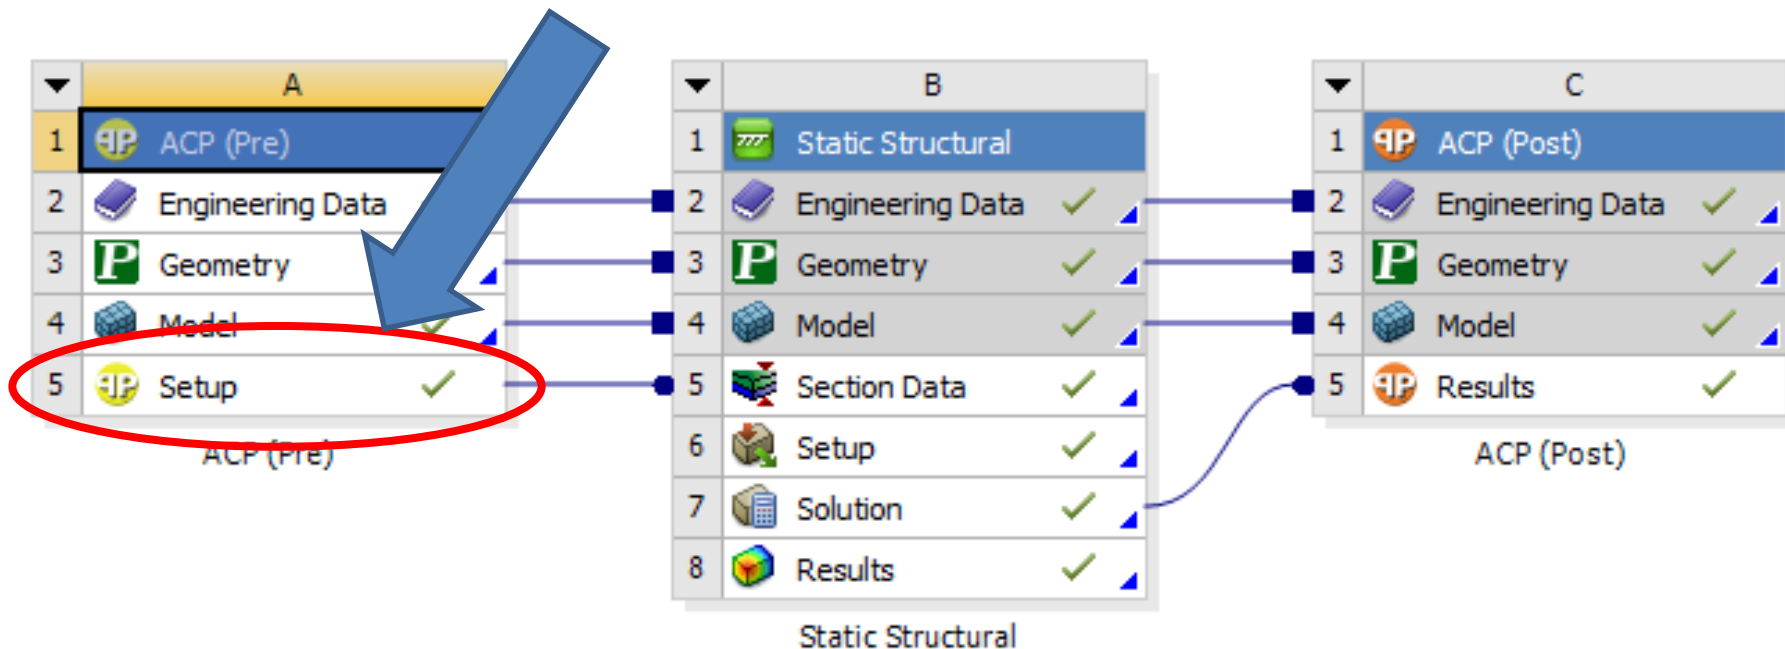 A
1 ACP (Pre)
2 Engineering Data
3 P Geometry
4 Model
5 Setup
ACP (Pre)
B
1 Static Structural
2 Engineering Data
3 P Geometry
4 Model
5 Section Data
6 Setup
7 Solution
8 Results
Static Structural
C
1 ACP (Post)
2 Engineering Data
3 P Geometry
4 Model
5 Results
ACP (Post)